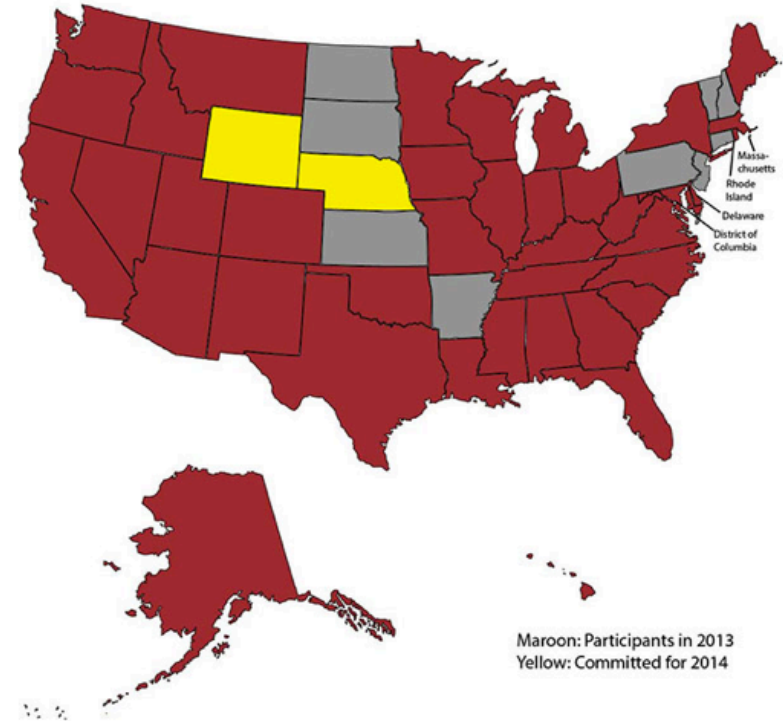 Massa-
chusetts
Rhode
Island
Delaware
District of
Columbia
Maroon: Participants in 2013
Yellow: Committed for 2014